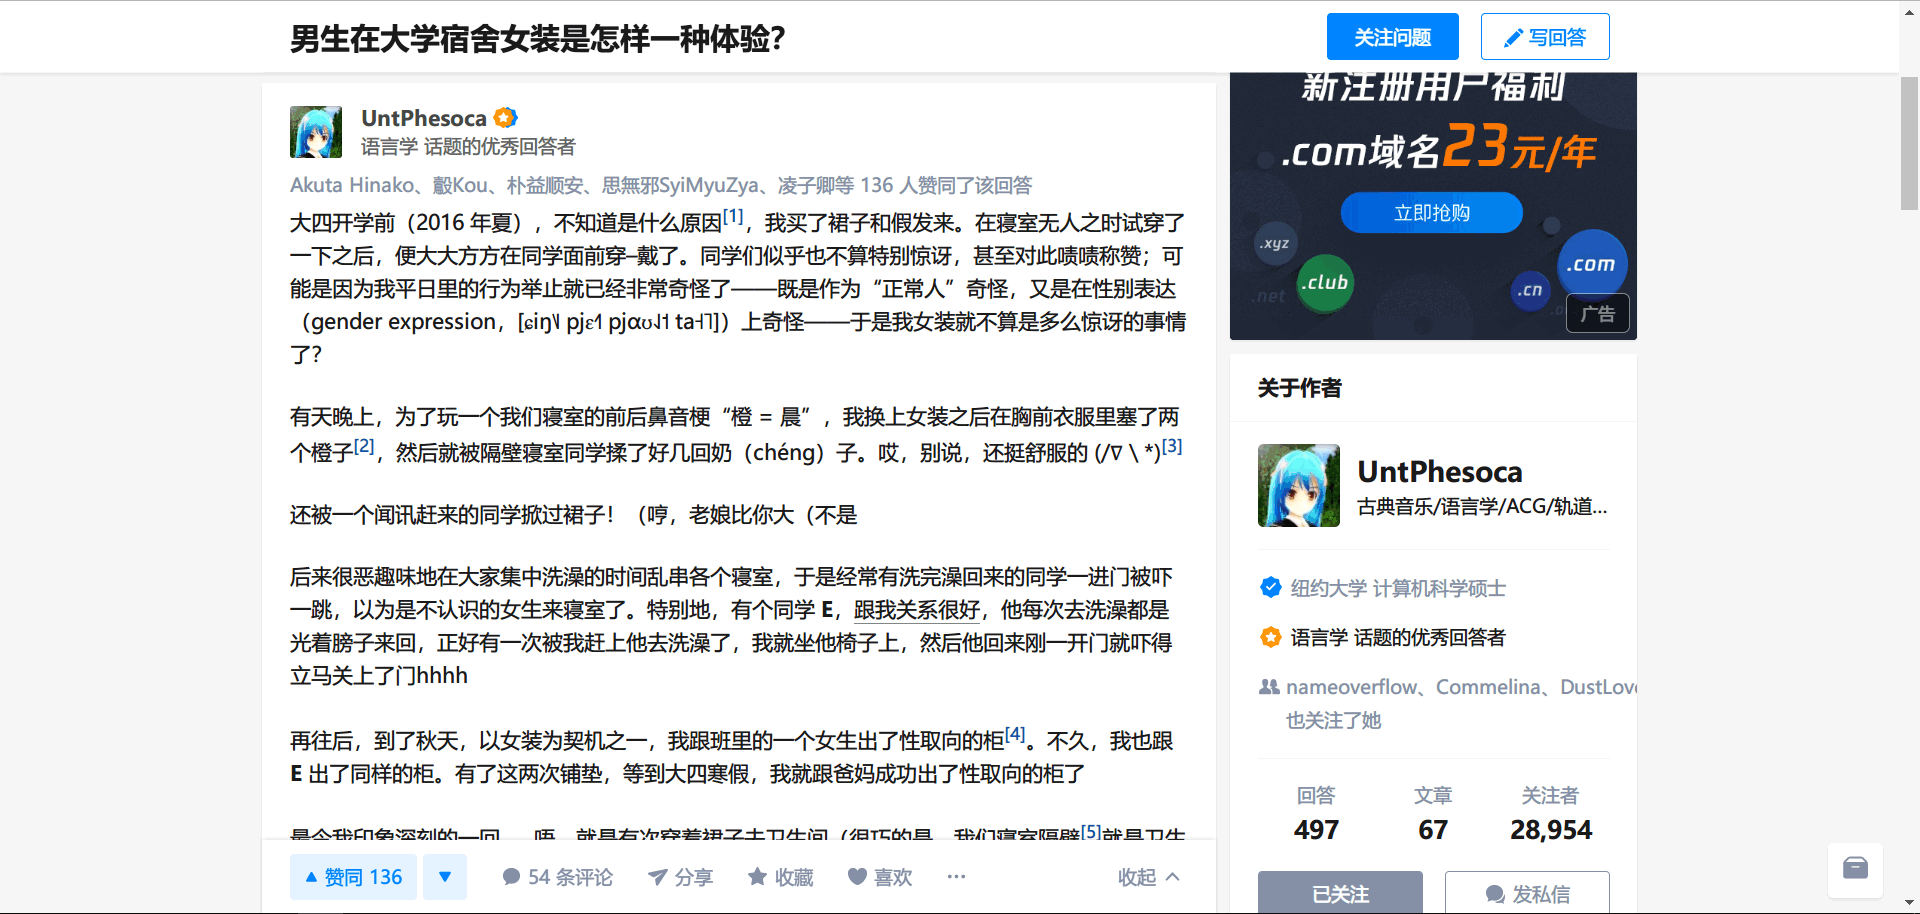 男生在大学宿舍女装是怎样一种体验？
关注问题
写回答
UntPhesoca
语言学 话题的优秀回答者
Akuta Hinako、毄Kou、朴益顺安、思無邪SyiMyuZya、凌子卿等 136 人赞同了该回答
大四开学前（2016 年夏），不知道是什么原因[1]，我买了裙子和假发来。在寝室无人之时试穿了
一下之后，便大大方方在同学面前穿–戴了。同学们似乎也不算特别惊讶，甚至对此啧啧称赞；可
能是因为我平日里的行为举止就已经非常奇怪了——既是作为“正常人”奇怪，又是在性别表达
（gender expression，[ɕiŋ˥˩ pjɛ˧˥ pjɑʊ˨˩˦ ta˧˥]）上奇怪——于是我女装就不算是多么惊讶的事情
了？
有天晚上，为了玩一个我们寝室的前后鼻音梗“橙 = 晨”，我换上女装之后在胸前衣服里塞了两
个橙子[2]，然后就被隔壁寝室同学揉了好几回奶（chéng）子。哎，别说，还挺舒服的 (/∇ \ *)[3]
还被一个闻讯赶来的同学掀过裙子！（哼，老娘比你大（不是
后来很恶趣味地在大家集中洗澡的时间乱串各个寝室，于是经常有洗完澡回来的同学一进门被吓
一跳，以为是不认识的女生来寝室了。特别地，有个同学 E，跟我关系很好，他每次去洗澡都是
光着膀子来回，正好有一次被我赶上他去洗澡了，我就坐他椅子上，然后他回来刚一开门就吓得
立马关上了门hhhh
再往后，到了秋天，以女装为契机之一，我跟班里的一个女生出了性取向的柜[4]。不久，我也跟
E 出了同样的柜。有了这两次铺垫，等到大四寒假，我就跟爸妈成功出了性取向的柜了
最令我印象深刻的一回……唔，就是有次穿着裙子去卫生间（很巧的是，我们寝室隔壁[5]就是卫生
赞同 136
54 条评论
分享
收藏
喜欢
收起
新注册用户福利
.com域名23元/年
立即抢购
.xyz
.club
.com
.net
.cn
广告
关于作者
UntPhesoca
古典音乐/语言学/ACG/轨道...
纽约大学 计算机科学硕士
语言学 话题的优秀回答者
nameoverflow、Commelina、DustLove
也关注了她
回答
497
文章
67
关注者
28,954
已关注
发私信